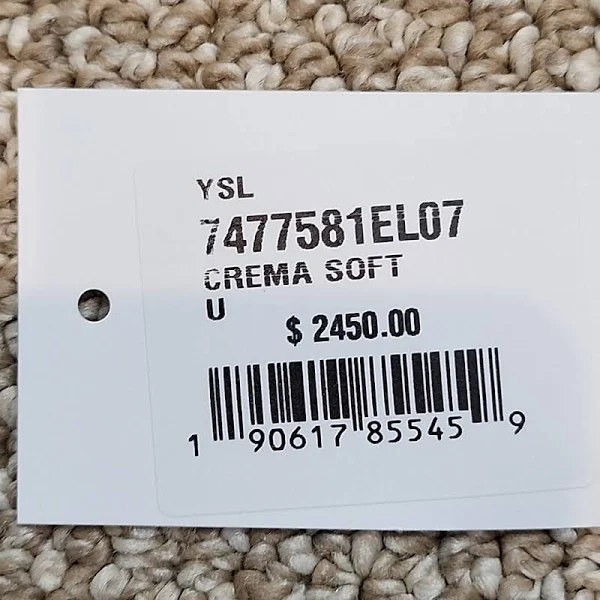 YSL
7477581EL07
CREMA SOFT
U
$ 2450.00
1 90617 85545 9